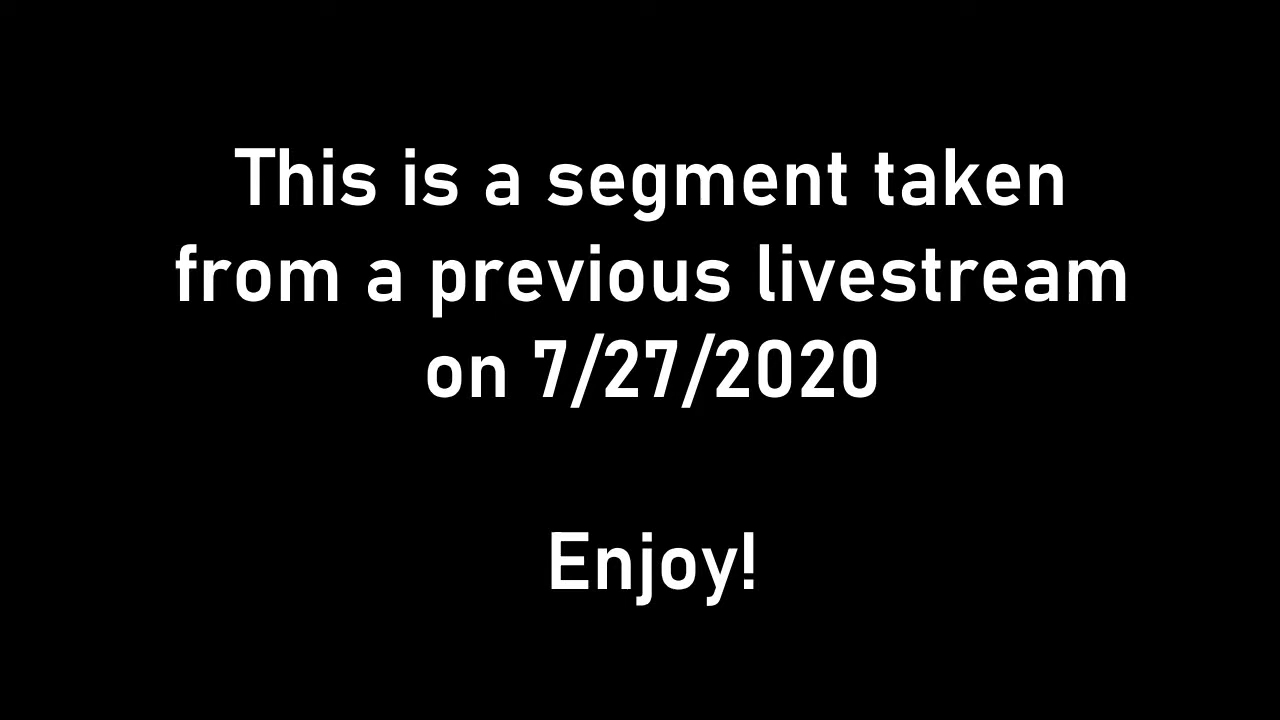 This is a segment taken
from a previous livestream
on 7/27/2020
Enjoy!